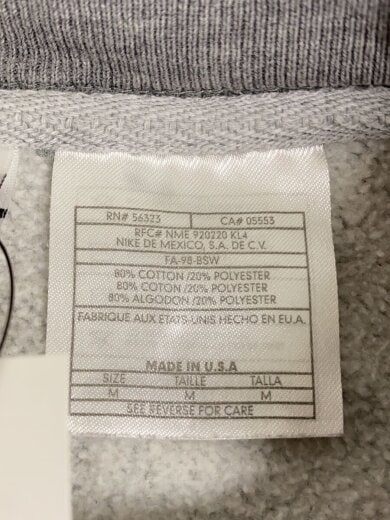 RN# 56323 CA# 05553
RFC# NME 920220 KL4
NIKE DE MEXICO, S.A. DE C.V.
FA-98-BSW
80% COTTON /20% POLYESTER
80% COTTON /20% POLYESTER
80% ALGODON /20% POLYESTER
FABRIQUE AUX ETATS-UNIS HECHO EN EU.A.
MADE IN U.S.A
SIZE TAILLE TALLA
M M M
SEE REVERSE FOR CARE